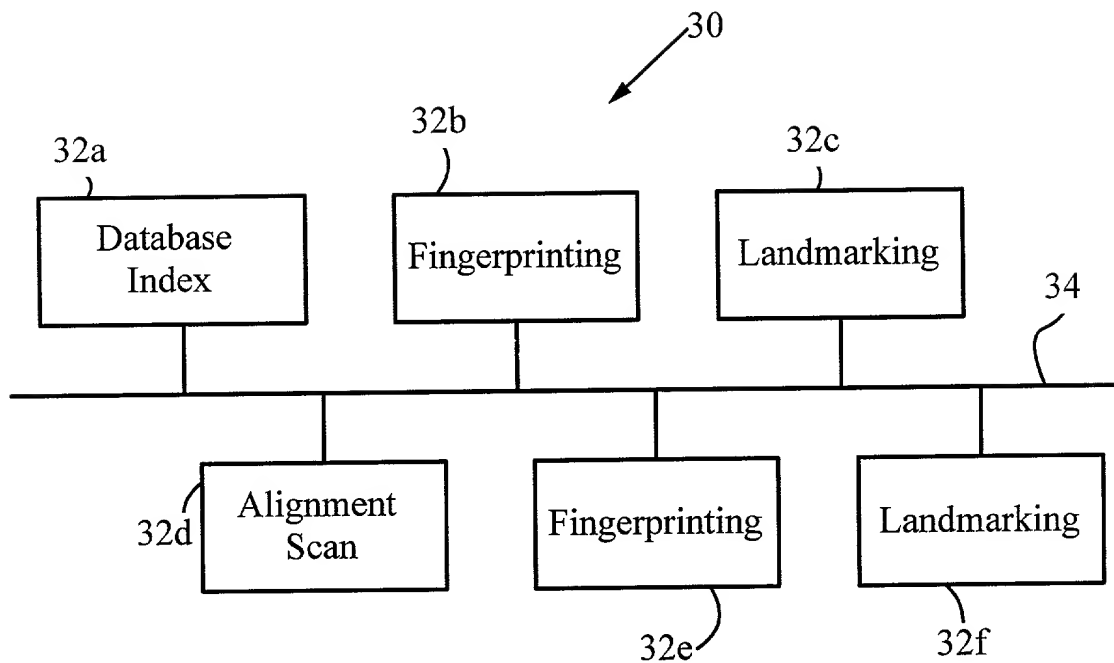 30
32a
32b
32c
Database
Index
Fingerprinting
Landmarking
34
32d
Alignment
Scan
Fingerprinting
Landmarking
32e
32f